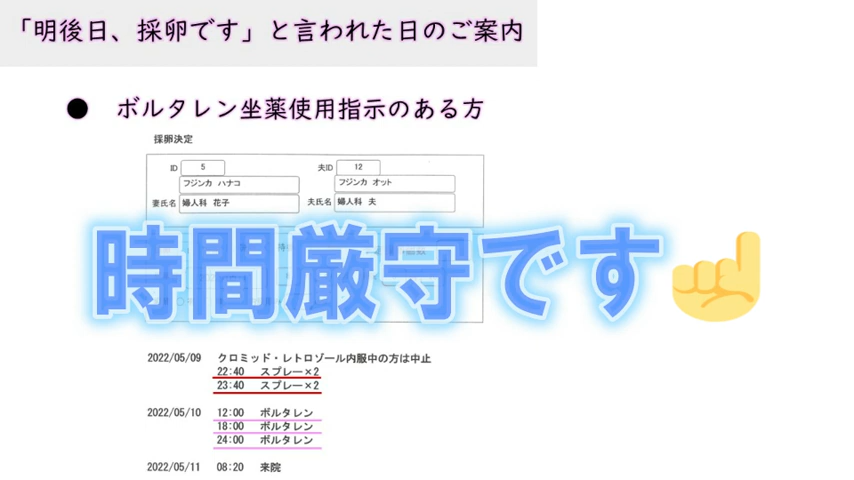 「明後日、採卵です」と言われた日のご案内
● ボルタレン坐薬使用指示のある方
採卵決定
ID 5 夫ID 12
フジンカ ハナコ フジンカ オット
妻氏名 婦人科 花子 夫氏名 婦人科 夫
時間厳守です
2022/05/09 クロミッド・レトロゾール内服中の方は中止
22:40 スプレー×2
23:40 スプレー×2
2022/05/10 12:00 ボルタレン
18:00 ボルタレン
24:00 ボルタレン
2022/05/11 08:20 来院